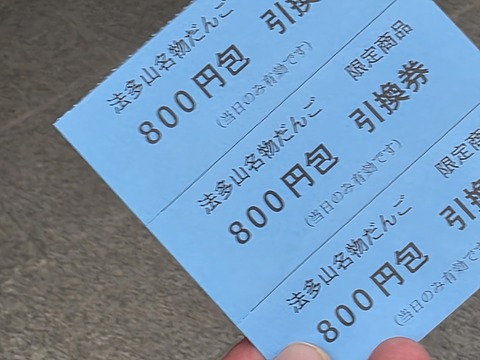 法多山名物だんご
800円包 引換
(当日のみ有効です)
法多山名物だんご 限定商品
800円包 引換券
(当日のみ有効です)
法多山名物だんご 限定商
800円包 引換
(当日のみ有効です